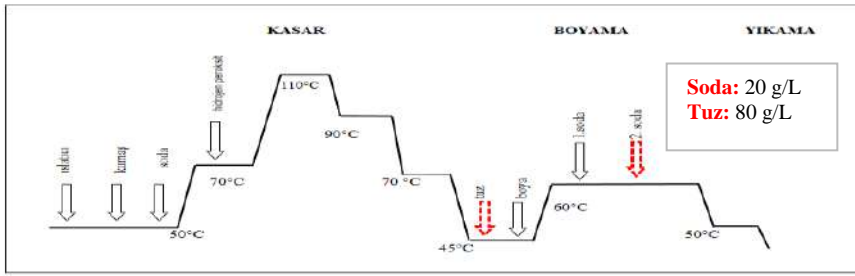 KASAR
BOYAMA
YIKAMA
Soda: 20 g/L
Tuz: 80 g/L
ıslatıcı
kumaş
soda
hidrojen peroksit
tuz
boya
1.soda
2. soda
50°C
70°C
110°C
90°C
70 °C
45°C
60°C
50°C